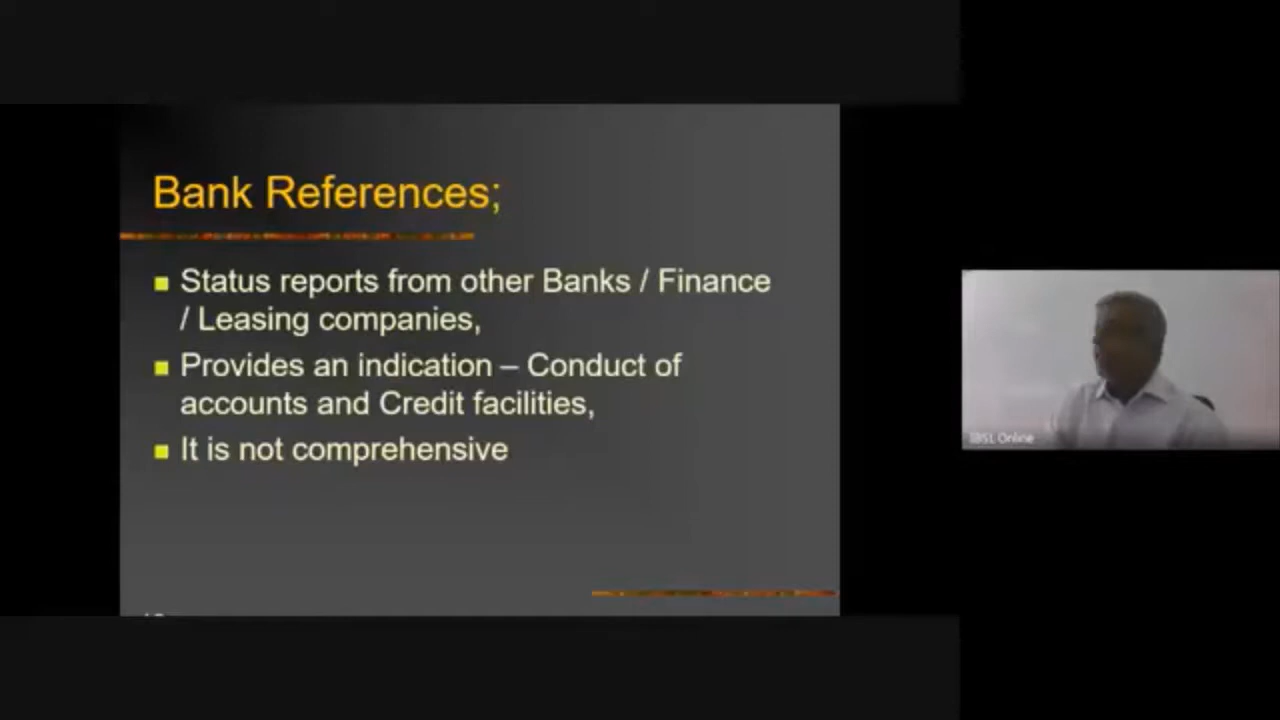 Bank References;
Status reports from other Banks / Finance
/ Leasing companies,
Provides an indication – Conduct of
accounts and Credit facilities,
It is not comprehensive
IBSL Online